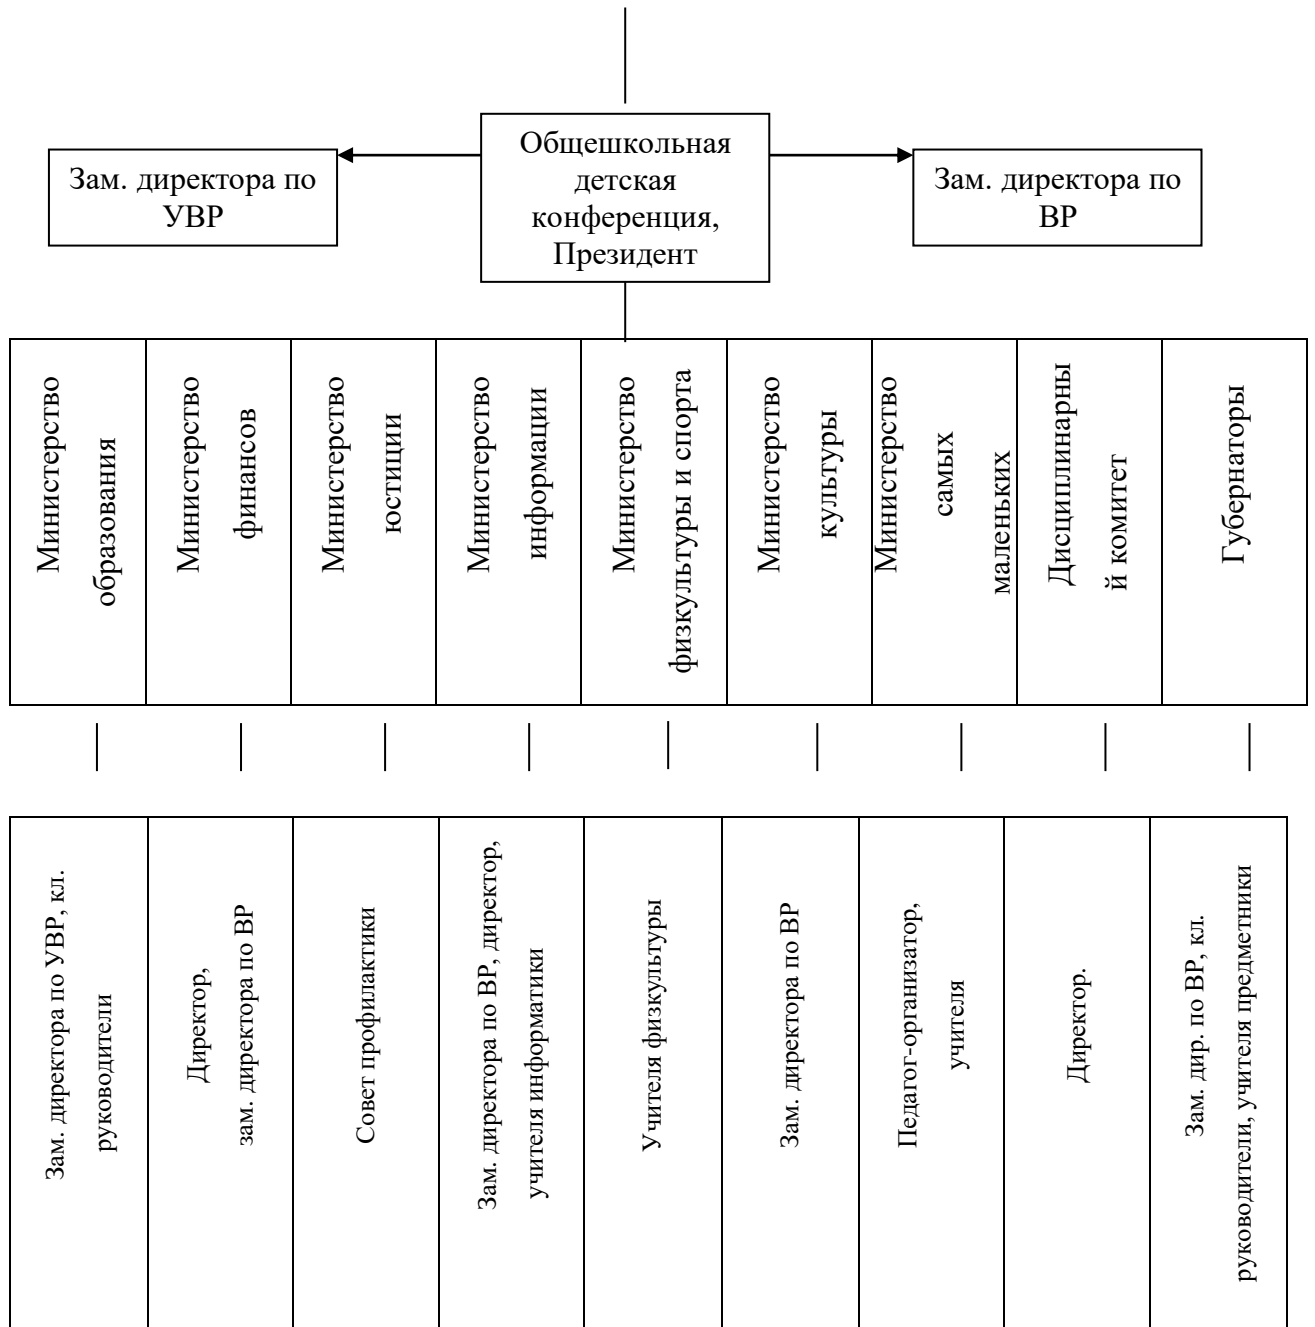 Общешкольная
детская
конференция,
Президент
Зам. директора по
УВР
Зам. директора по
ВР
Министерство
образования
Министерство
финансов
Министерство
юстиции
Министерство
информации
Министерство
физкультуры и спорта
Министерство
культуры
Министерство
самых
маленьких
Дисциплинарны
й комитет
Губернаторы
Зам. директора по УВР, кл.
руководители
Директор,
зам. директора по ВР
Совет профилактики
Зам. директора по ВР, директор,
учителя информатики
Учителя физкультуры
Зам. директора по ВР
Педагог-организатор,
учителя
Директор.
Зам. дир. по ВР, кл.
руководители, учителя предметники